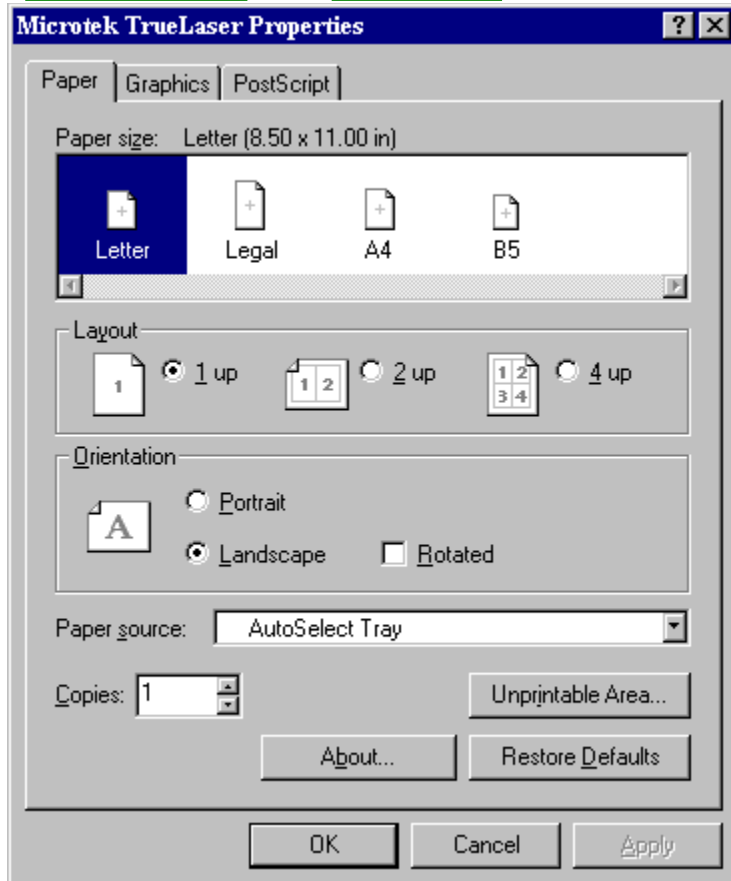 Microtek TrueLaser Properties
Paper Graphics PostScript
Paper size: Letter (8.50 x 11.00 in)
Letter Legal A4 B5
Layout
1 1 up 1 2 2 up 1 2 4 up
3 4
Orientation
Portrait
A
Landscape Rotated
Paper source: AutoSelect Tray
Copies: 1 Unprintable Area...
About... Restore Defaults
OK Cancel Apply